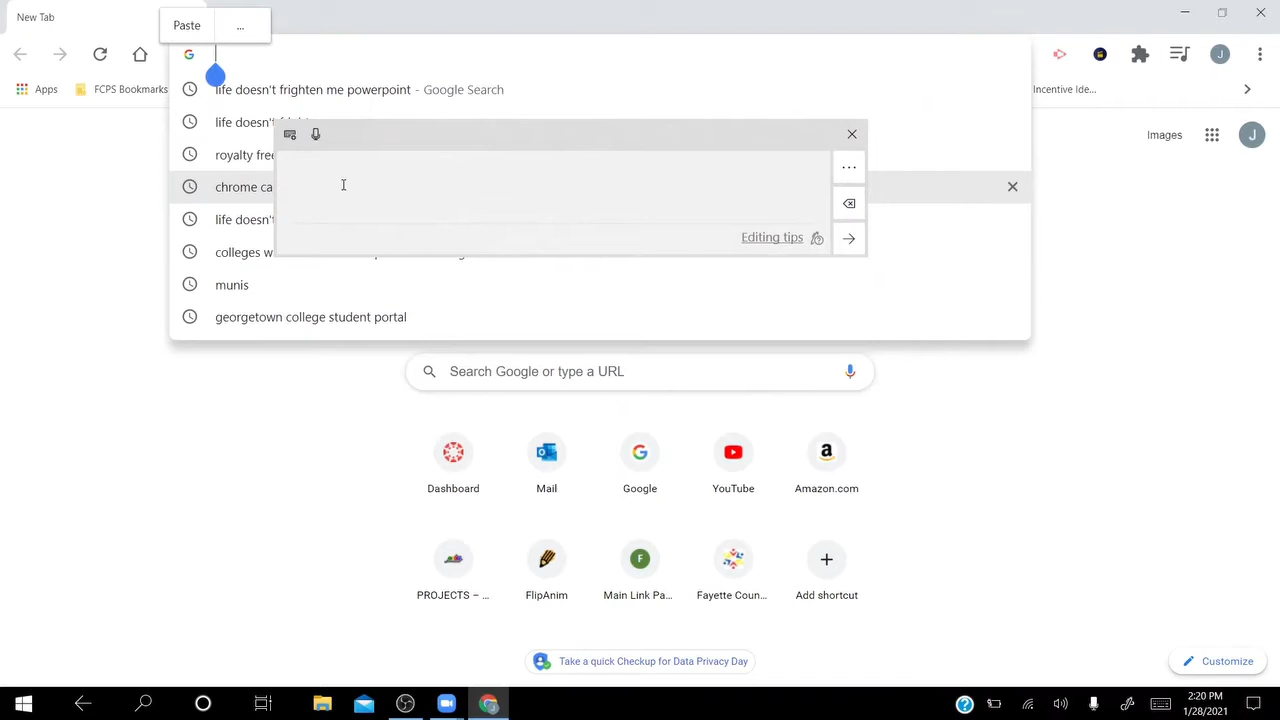 New Tab
Paste
...
Apps
FCPS Bookmarks
Incentive Ide...
life doesn't frighten me powerpoint - Google Search
life doesn't
royalty free
chrome ca
life doesn't
colleges w
munis
georgetown college student portal
Editing tips
Images
J
Search Google or type a URL
Dashboard
Mail
Google
YouTube
Amazon.com
PROJECTS – ...
FlipAnim
Main Link Pa...
Fayette Coun...
Add shortcut
Take a quick Checkup for Data Privacy Day
Customize
2:20 PM
1/28/2021